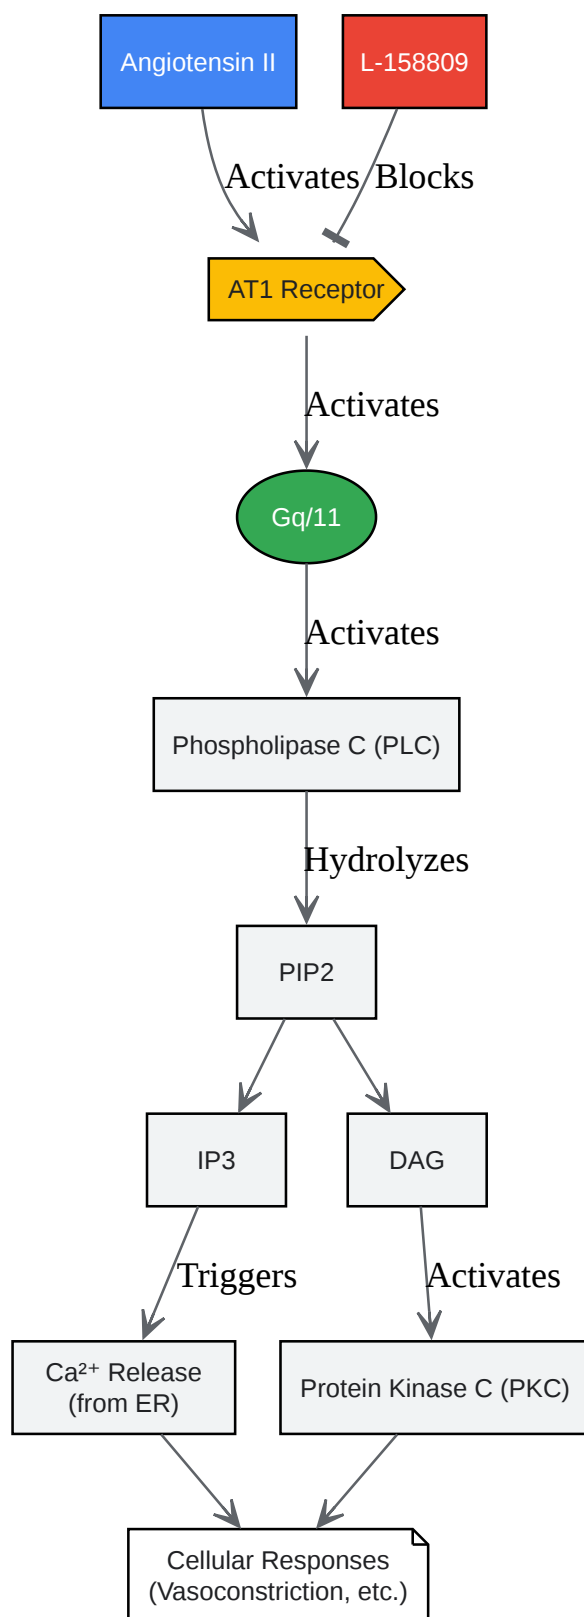 Angiotensin II
L-158809
Activates
Blocks
AT1 Receptor
Activates
Gq/11
Activates
Phospholipase C (PLC)
Hydrolyzes
PIP2
IP3
DAG
Triggers
Activates
Ca²⁺ Release
(from ER)
Protein Kinase C (PKC)
Cellular Responses
(Vasoconstriction, etc.)